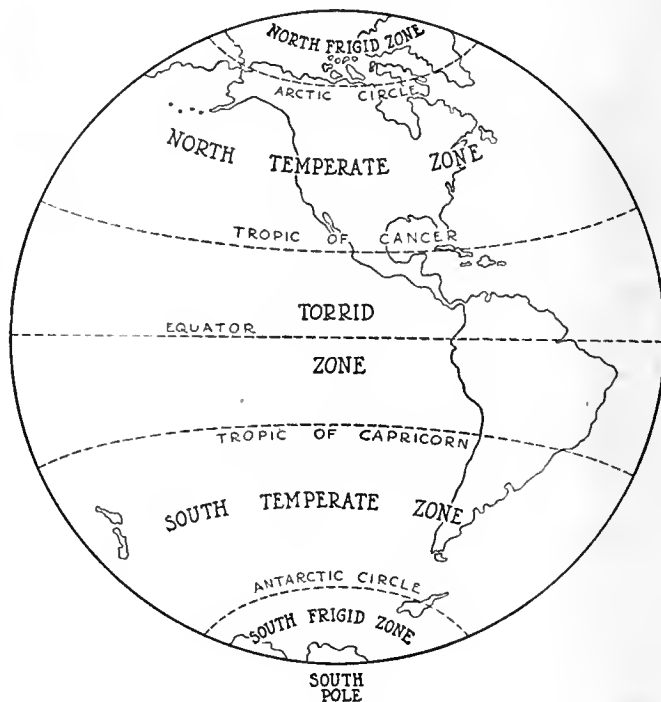 NORTH FRIGID ZONE
ARCTIC CIRCLE
NORTH TEMPERATE ZONE
TROPIC OF CANCER
TORRID
EQUATOR
ZONE
TROPIC OF CAPRICORN
SOUTH TEMPERATE ZONE
ANTARCTIC CIRCLE
SOUTH FRIGID ZONE
SOUTH
POLE